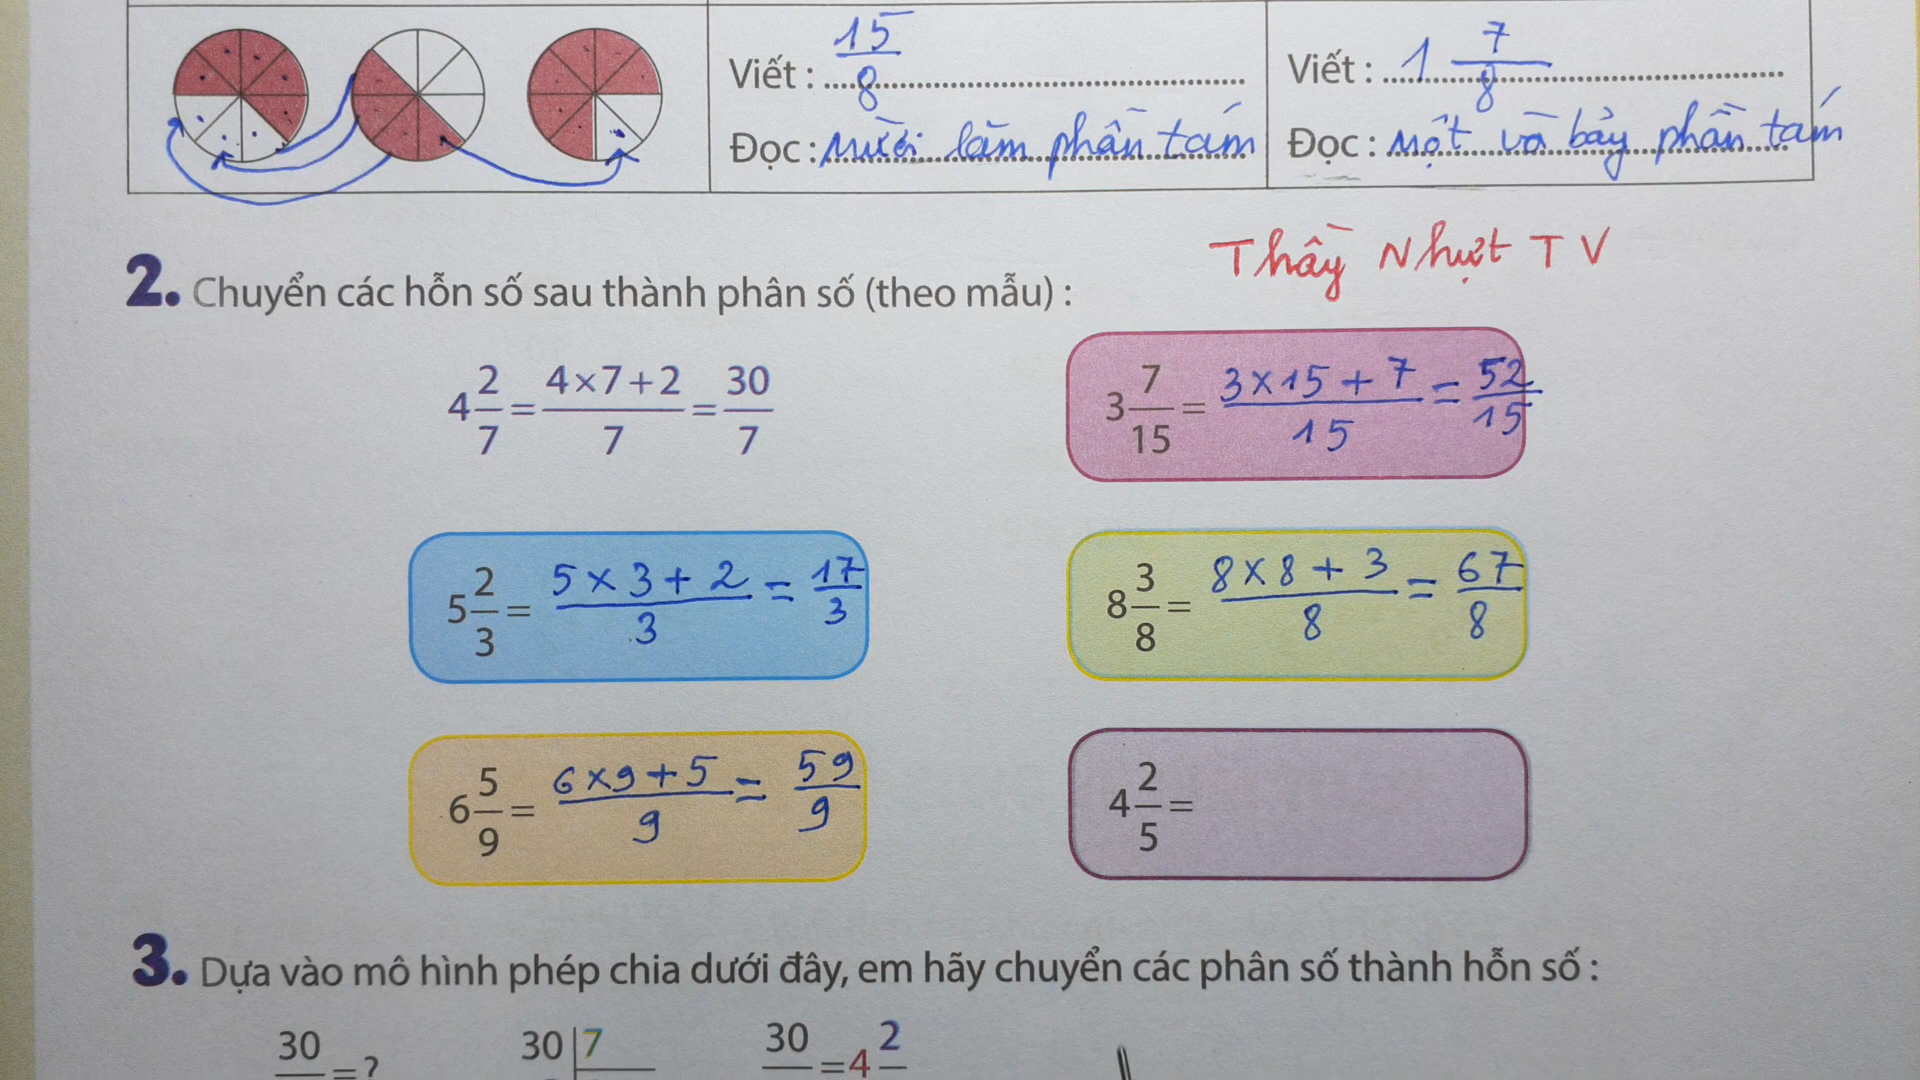 Viết : 15/8
Đọc : mười lăm phần tám
Viết : 1 7/8
Đọc : một và bảy phần tám
Thầy Nhựt TV
2. Chuyển các hỗn số sau thành phân số (theo mẫu) :
4 2/7 = (4×7+2)/7 = 30/7
3 7/15 = (3×15+7)/15 = 52/15
5 2/3 = (5×3+2)/3 = 17/3
8 3/8 = (8×8+3)/8 = 67/8
6 5/9 = (6×9+5)/9 = 59/9
4 2/5 =
3. Dựa vào mô hình phép chia dưới đây, em hãy chuyển các phân số thành hỗn số :
30 = ? 30 7 30 = 4 2